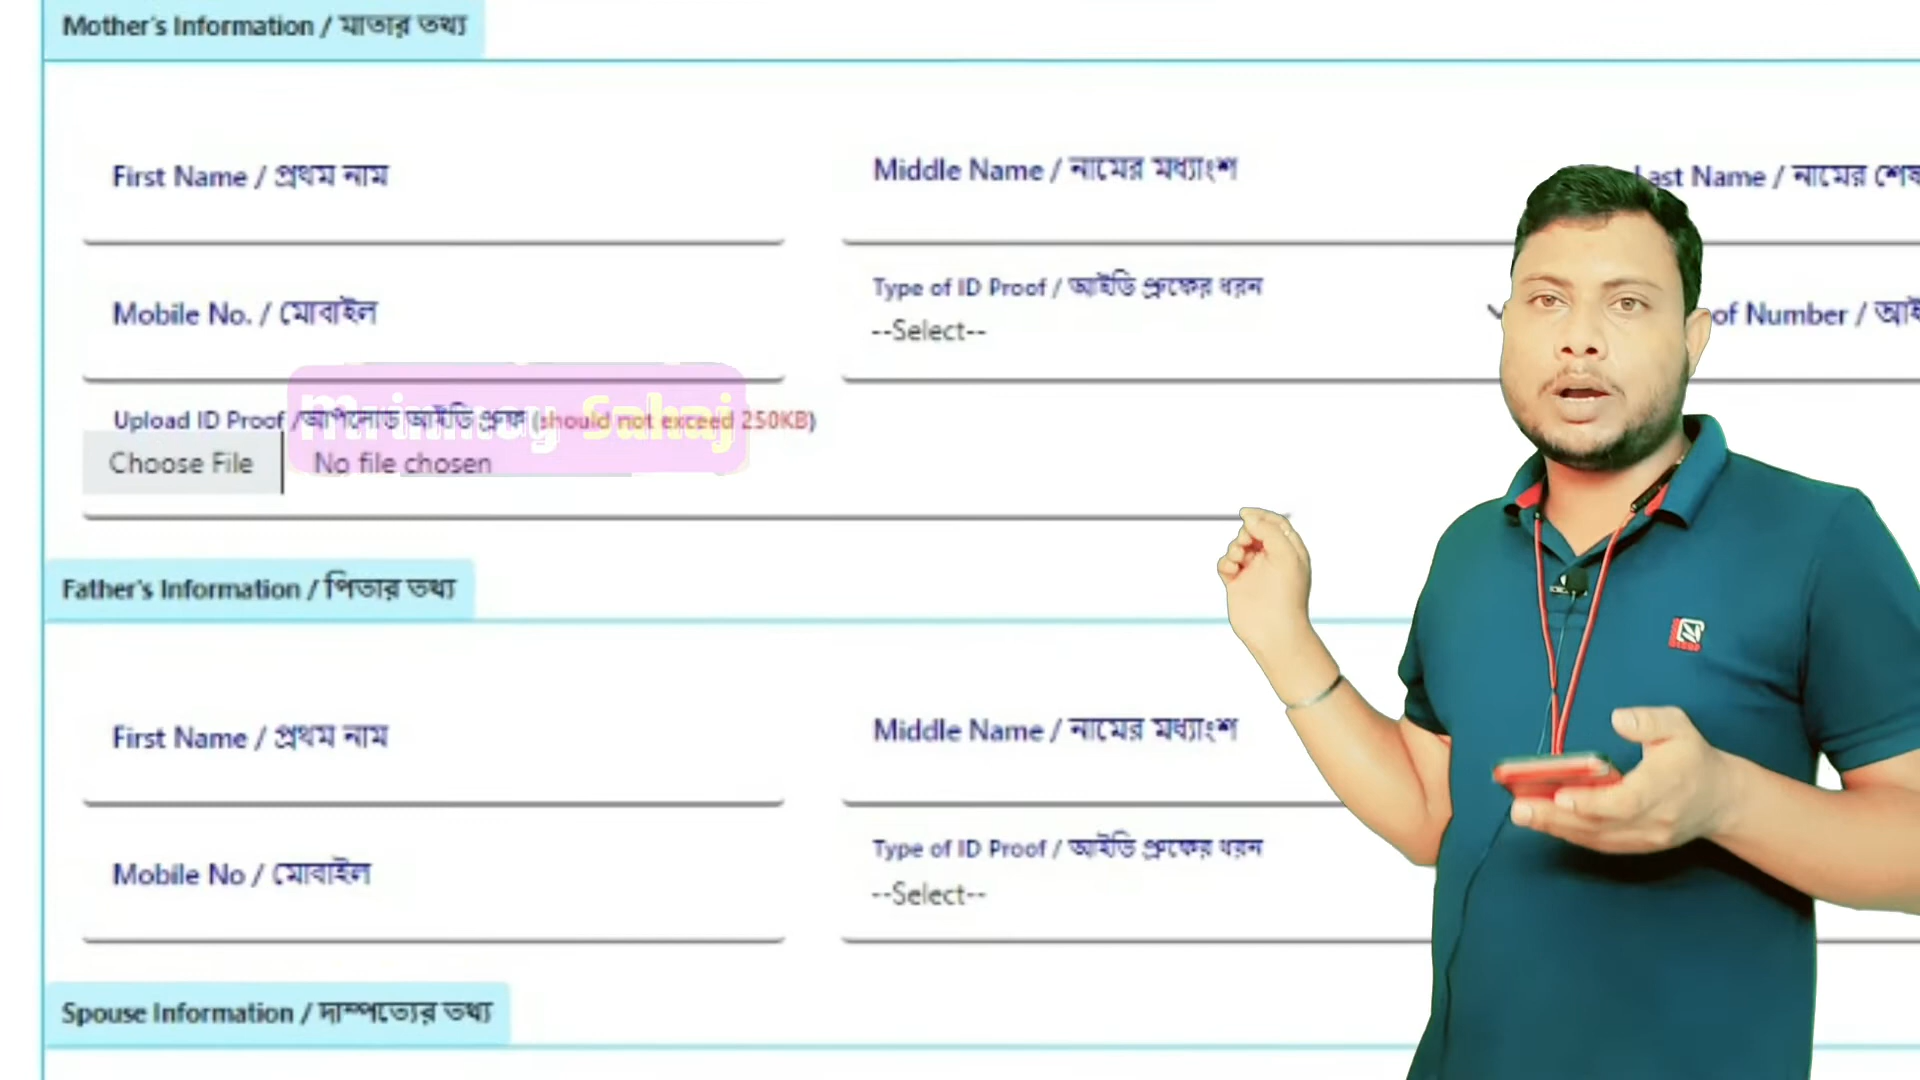 Mother's Information / মাতার তথ্য
First Name / প্রথম নাম
Middle Name / নামের মধ্যাংশ
Last Name / নামের
Mobile No. / মোবাইল
Type of ID Proof / আইডি প্রুফের ধরন
--Select--
of Number /
Upload ID Proof /আপলোড আইডি প্রুফ (should not exceed 250KB)
Mrinmoy Sahaj
Choose File No file chosen
Father's Information / পিতার তথ্য
First Name / প্রথম নাম
Middle Name / নামের মধ্যাংশ
Mobile No / মোবাইল
Type of ID Proof / আইডি প্রুফের ধরন
--Select--
Spouse Information / দাম্পত্যের তথ্য